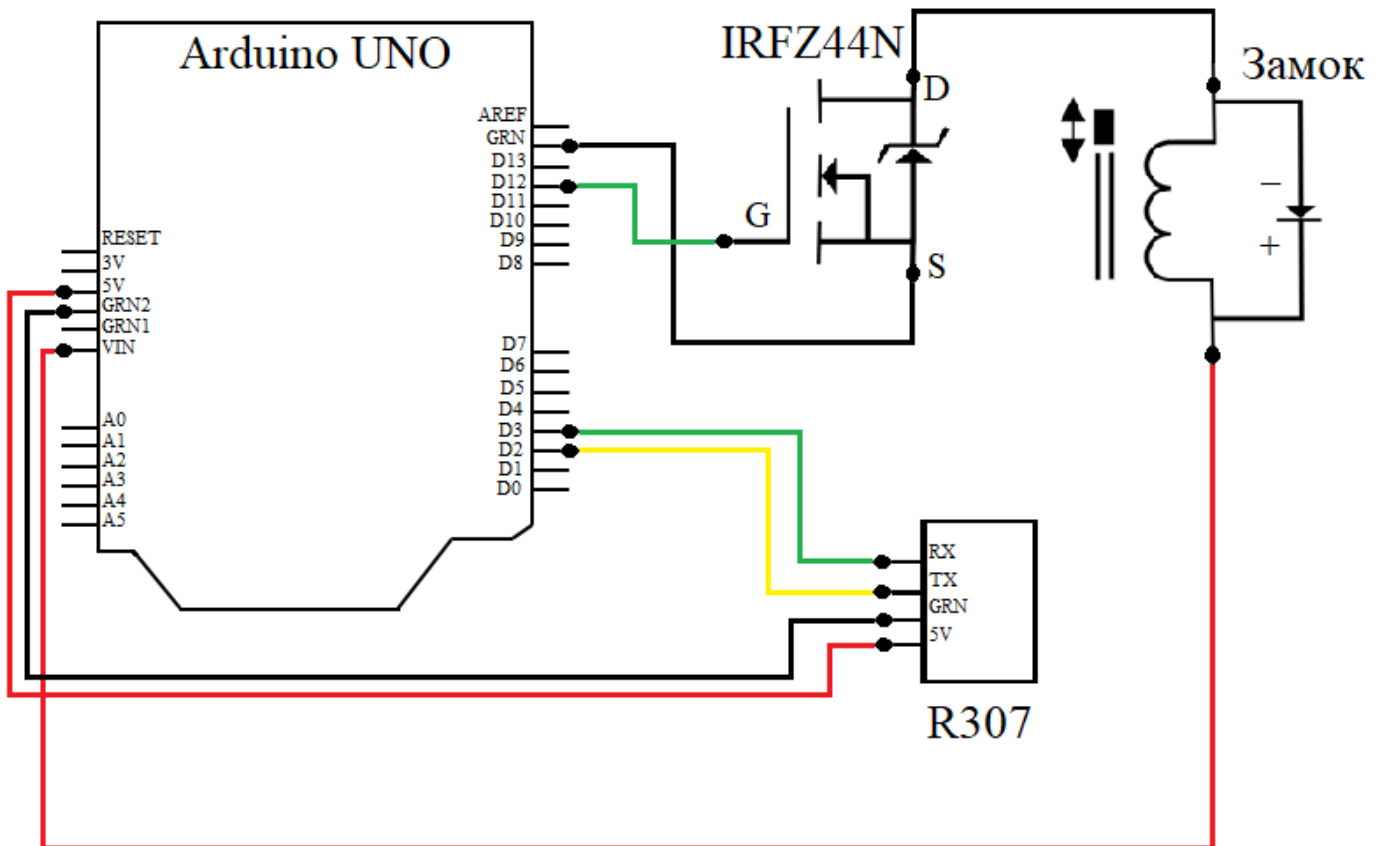 Arduino UNO
IRFZ44N
Замок
AREF
GRN
D13
D12
D11
D10
D9
D8
D
G
S
−
+
RESET
3V
5V
GRN2
GRN1
VIN
D7
D6
D5
D4
D3
D2
D1
D0
A0
A1
A2
A3
A4
A5
RX
TX
GRN
5V
R307